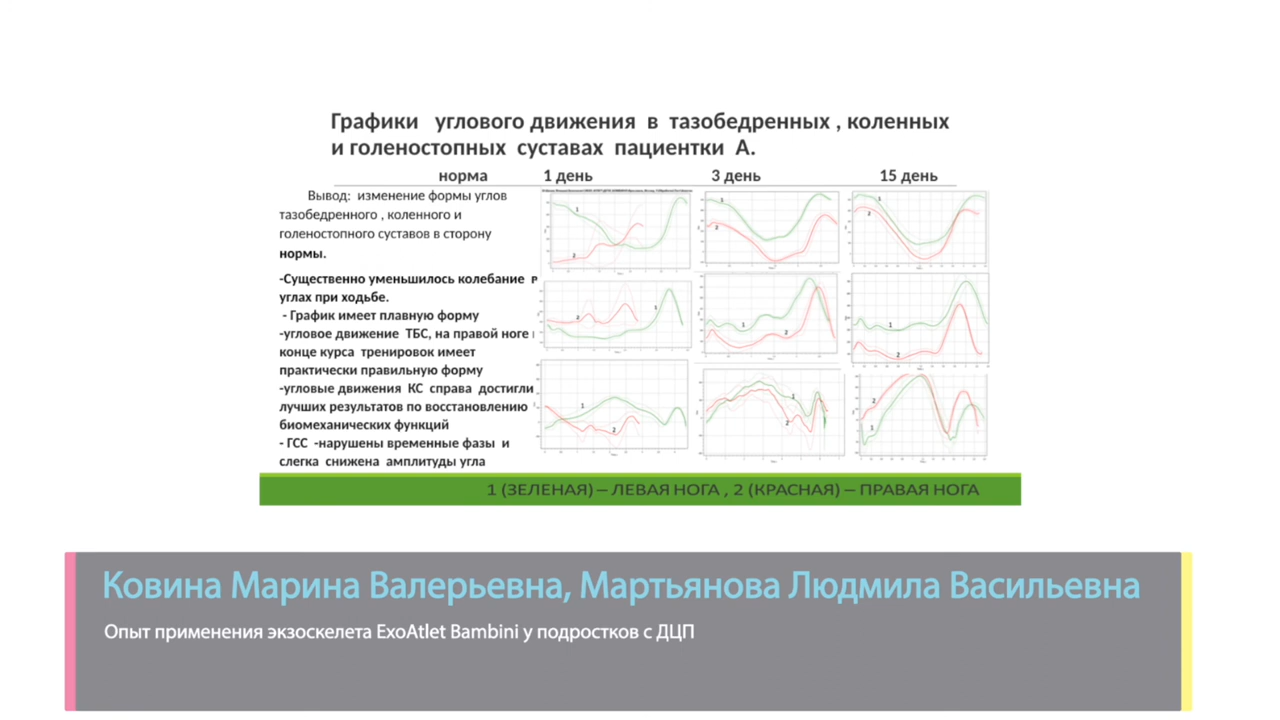 Графики углового движения в тазобедренных , коленных
и голеностопных суставах пациентки А.
норма 1 день 3 день 15 день
Вывод: изменение формы углов
тазобедренного , коленного и
голеностопного суставов в сторону
нормы.
-Существенно уменьшилось колебание в
углах при ходьбе.
- График имеет плавную форму
-угловое движение ТБС, на правой ноге
конце курса тренировок имеет
практически правильную форму
-угловые движения КС справа достигли
лучших результатов по восстановлению
биомеханических функций
- ГСС -нарушены временные фазы и
слегка снижена амплитуды угла
1 (ЗЕЛЕНАЯ) – ЛЕВАЯ НОГА , 2 (КРАСНАЯ) – ПРАВАЯ НОГА
Ковина Марина Валерьевна, Мартьянова Людмила Васильевна
Опыт применения экзоскелета ExoAtlet Bambini у подростков с ДЦП